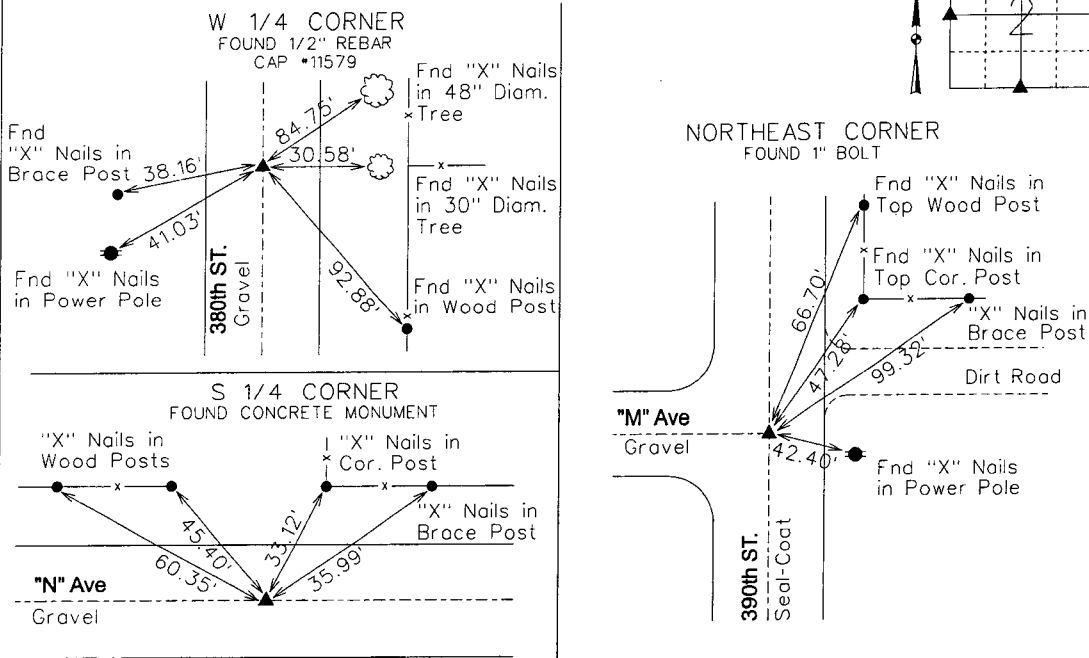 W 1/4 CORNER
FOUND 1/2" REBAR
CAP #11579
Fnd "X" Nails
in 48" Diam.
Tree
84.75'
Fnd
"X" Nails in
Brace Post
38.16'
30.58'
Fnd "X" Nails
in 30" Diam.
Tree
41.03'
Fnd "X" Nails
in Power Pole
380th ST.
Gravel
92.88'
Fnd "X" Nails
in Wood Post
S 1/4 CORNER
FOUND CONCRETE MONUMENT
"X" Nails in
Wood Posts
"X" Nails in
Cor. Post
"X" Nails in
Brace Post
60.35'
45.40'
33.12'
35.99'
"N" Ave
Gravel
2
NORTHEAST CORNER
FOUND 1" BOLT
Fnd "X" Nails in
Top Wood Post
Fnd "X" Nails in
Top Cor. Post
"X" Nails in
Brace Post
66.70'
47.28'
99.32'
Dirt Road
"M" Ave
Gravel
42.40'
Fnd "X" Nails
in Power Pole
390th ST.
Seal-Coat